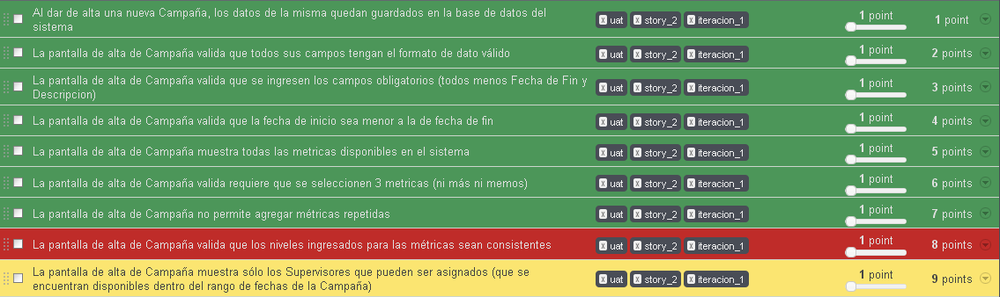 Al dar de alta una nueva Campaña, los datos de la misma quedan guardados en la base de datos del
sistema
x uat x story_2 x iteracion_1
1 point
1 point
La pantalla de alta de Campaña valida que todos sus campos tengan el formato de dato válido
x uat x story_2 x iteracion_1
1 point
2 points
La pantalla de alta de Campaña valida que se ingresen los campos obligatorios (todos menos Fecha de Fin y
Descripcion)
x uat x story_2 x iteracion_1
1 point
3 points
La pantalla de alta de Campaña valida que la fecha de inicio sea menor a la de fecha de fin
x uat x story_2 x iteracion_1
1 point
4 points
La pantalla de alta de Campaña muestra todas las metricas disponibles en el sistema
x uat x story_2 x iteracion_1
1 point
5 points
La pantalla de alta de Campaña valida requiere que se seleccionen 3 metricas (ni más ni memos)
x uat x story_2 x iteracion_1
1 point
6 points
La pantalla de alta de Campaña no permite agregar métricas repetidas
x uat x story_2 x iteracion_1
1 point
7 points
La pantalla de alta de Campaña valida que los niveles ingresados para las métricas sean consistentes
x uat x story_2 x iteracion_1
1 point
8 points
La pantalla de alta de Campaña muestra sólo los Supervisores que pueden ser asignados (que se
encuentran disponibles dentro del rango de fechas de la Campaña)
x uat x story_2 x iteracion_1
1 point
9 points